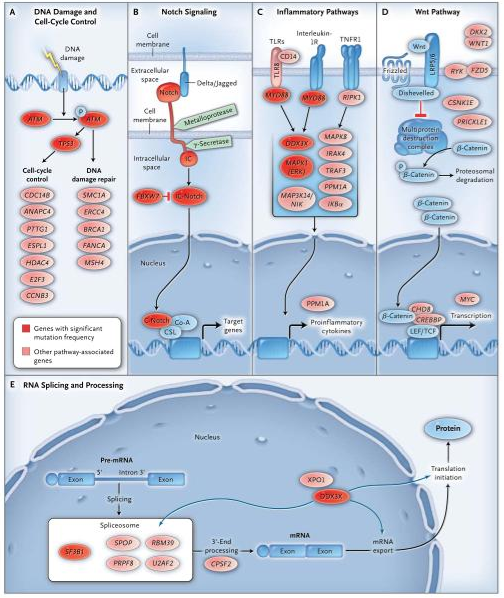 A DNA Damage and
Cell-Cycle Control
DNA
damage
ATM
P
ATM
TP53
Cell-cycle
control
DNA
damage repair
CDC14B
ANAPC4
PTTG1
ESPL1
HDAC4
E2F3
CCNB3
SMC1A
ERCC4
BRCA1
FANCA
MSH4
Genes with significant
mutation frequency
Other pathway-associated
genes
B Notch Signaling
Cell
membrane
Extracellular
space
Delta/Jagged
Notch
Cell
membrane
Metalloprotease
γ-Secretase
Intracellular
space
IC
FBXW7
IC-Notch
Nucleus
IC-Notch
Co-A
CSL
Target
genes
C Inflammatory Pathways
TLRs
Interleukin-
1R
TNFR1
CD14
TLR8
MYD88
MYD88
RIPK1
DDX3X
MAPK1
(ERK)
MAP3K14/
NIK
MAPK8
IRAK4
TRAF3
PPM1A
IKBα
PPM1A
Proinflammatory
cytokines
D Wnt Pathway
Wnt
LRP5/6
Frizzled
DKK2
WNT1
RYK
FZD5
Dishevelled
CSNK1E
PRICKLE1
Multiprotein
destruction
complex
β-Catenin
P
β-Catenin
Proteosomal
degradation
β-Catenin
β-Catenin
MYC
CHD8
β-Catenin
CREBBP
LEF/TCF
Transcription
E RNA Splicing and Processing
Nucleus
Protein
Pre-mRNA
5'
Intron 3'
Exon
Exon
Splicing
XPO1
DDX3X
Translation
initiation
Spliceosome
SF3B1
SPOP
RBM39
PRPF8
U2AF2
3'-End
processing
CPSF2
mRNA
Exon
Exon
mRNA
export